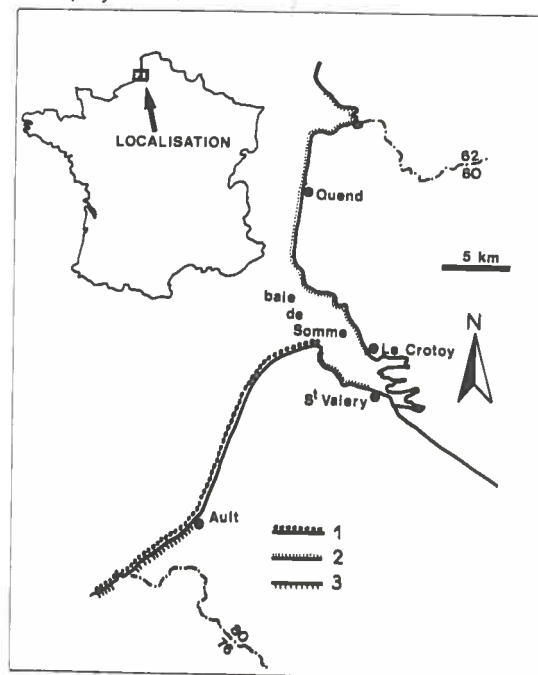 LOCALISATION
62
60
Quend
5 km
baie
de
Somme
N
Le Crotoy
St Valery
Ault
1
2
3
80
76